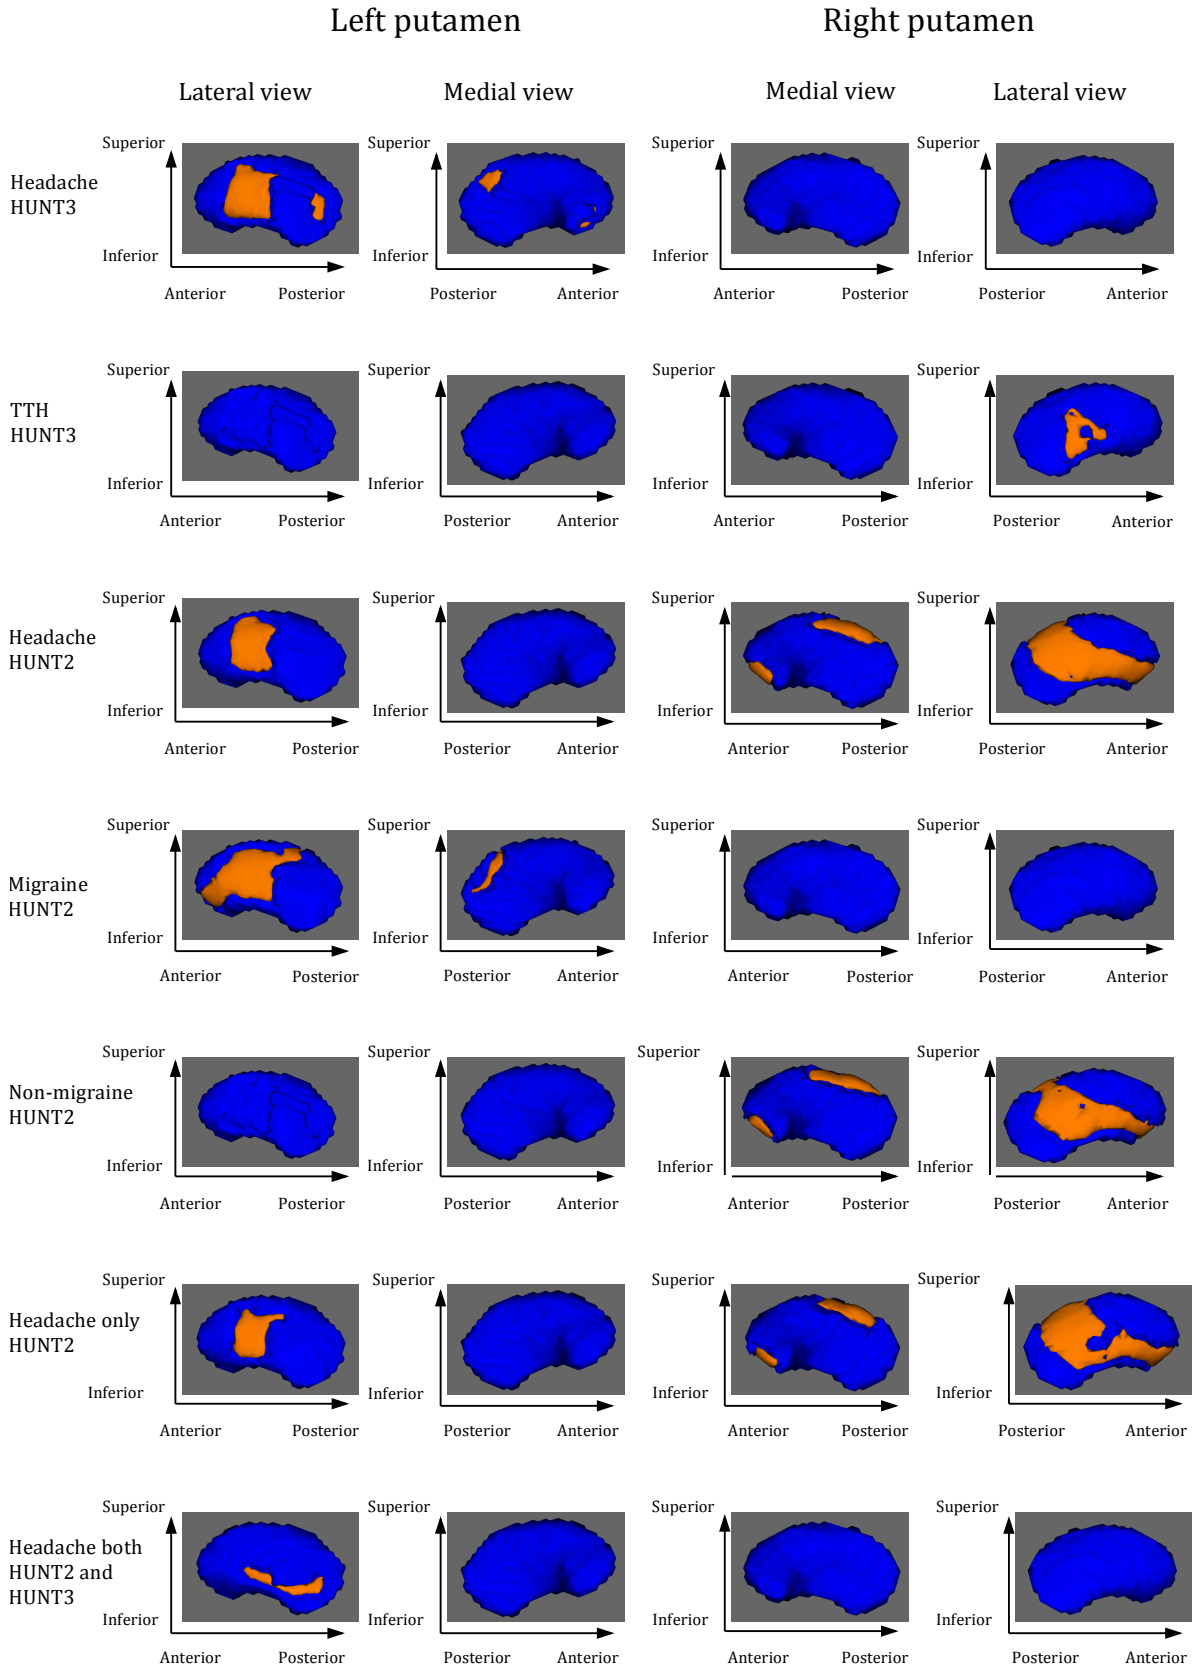 Left putamen Right putamen
Lateral view Medial view Medial view Lateral view
Superior Superior Superior Superior
Headache
HUNT3
Inferior Inferior Inferior Inferior
Anterior Posterior Posterior Anterior Anterior Posterior Posterior Anterior
Superior Superior Superior Superior
TTH
HUNT3
Inferior Inferior Inferior Inferior
Anterior Posterior Posterior Anterior Anterior Posterior Posterior Anterior
Superior Superior Superior Superior
Headache
HUNT2
Inferior Inferior Inferior Inferior
Anterior Posterior Posterior Anterior Anterior Posterior Posterior Anterior
Superior Superior Superior Superior
Migraine
HUNT2
Inferior Inferior Inferior Inferior
Anterior Posterior Posterior Anterior Anterior Posterior Posterior Anterior
Superior Superior Superior Superior
Non-migraine
HUNT2
Inferior Inferior Inferior Inferior
Anterior Posterior Posterior Anterior Anterior Posterior Posterior Anterior
Superior Superior Superior Superior
Headache only
HUNT2
Inferior Inferior Inferior Inferior
Anterior Posterior Posterior Anterior Anterior Posterior Posterior Anterior
Superior Superior Superior Superior
Headache both
HUNT2 and
HUNT3
Inferior Inferior Inferior Inferior
Anterior Posterior Posterior Anterior Anterior Posterior Posterior Anterior